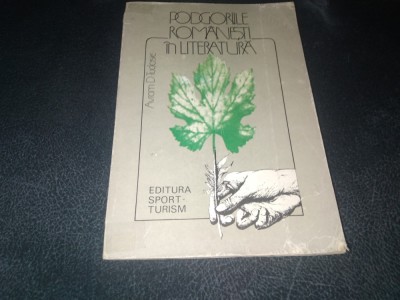 PODGORIILE
ROMÂNEȘTI
în LITERATURĂ
Avram D. Tudosie
EDITURA
SPORT-
TURISM